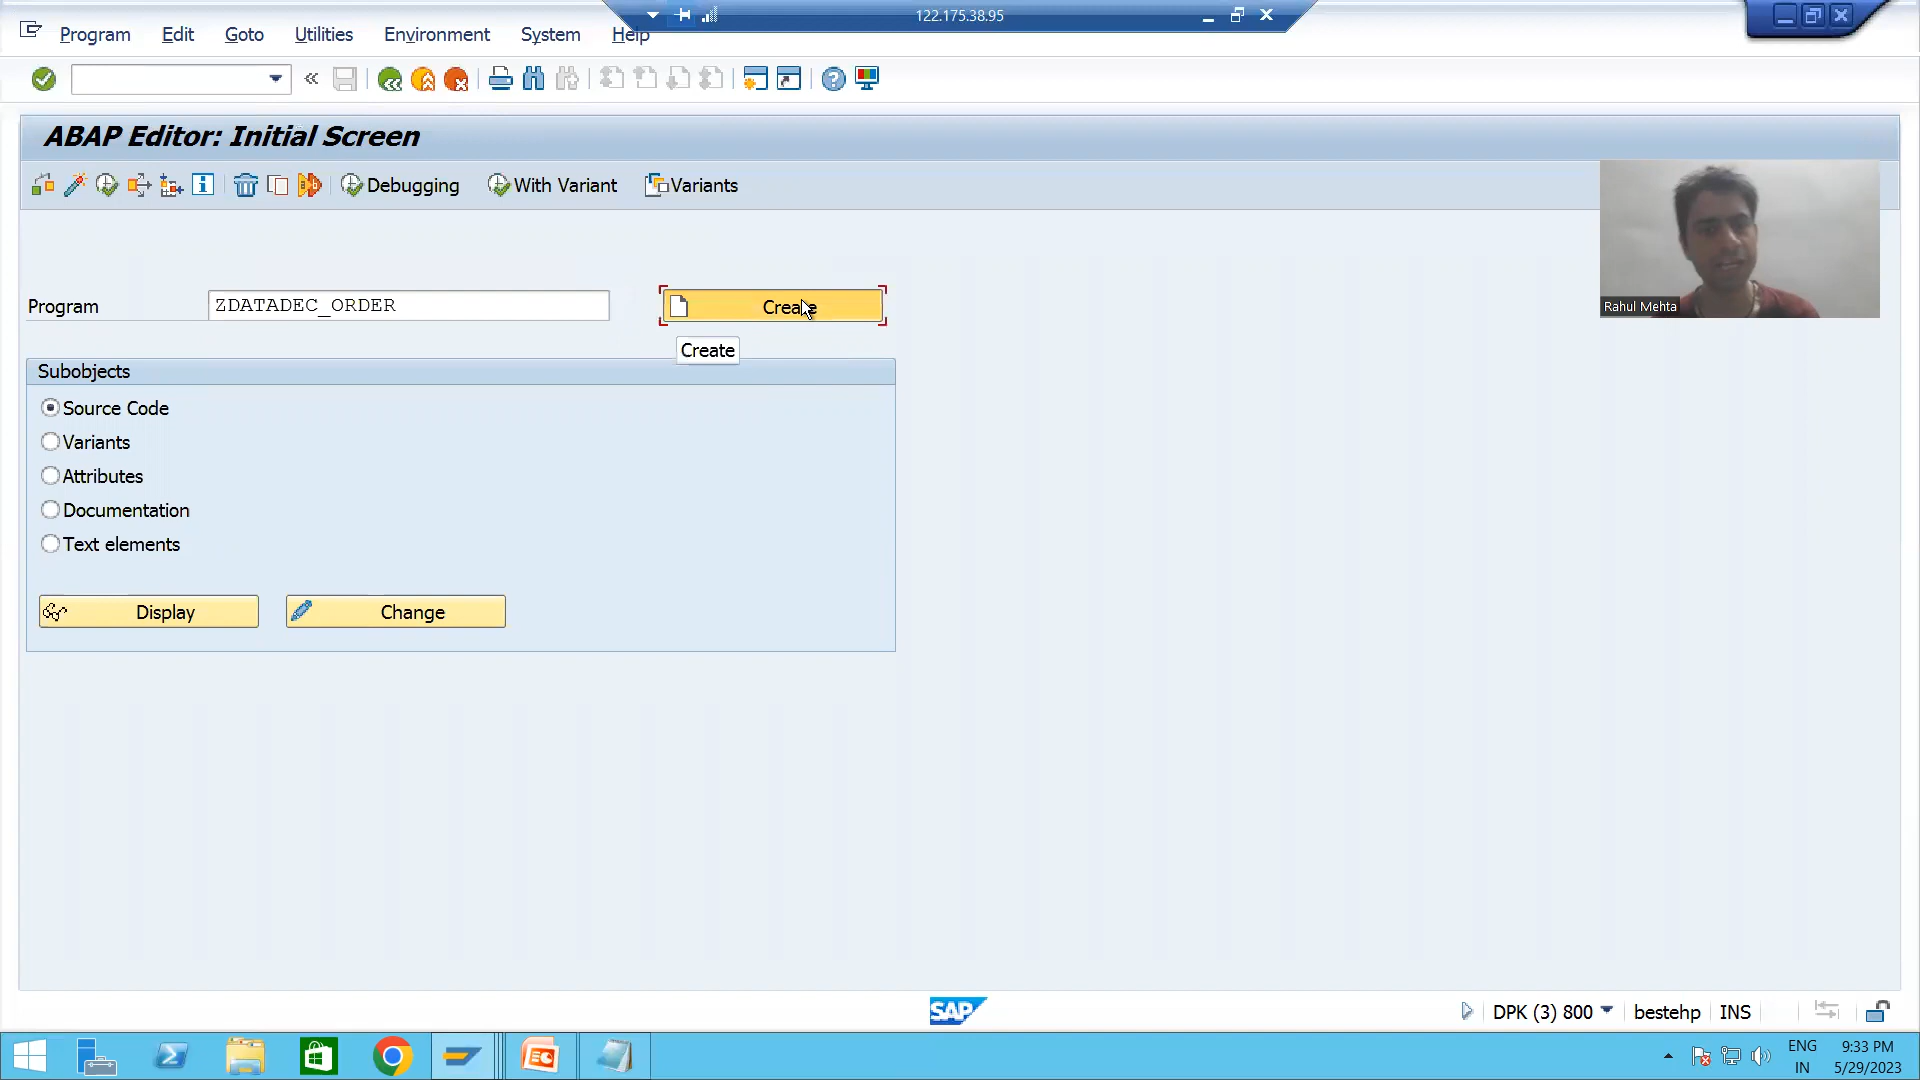 122.175.38.95
Program Edit Goto Utilities Environment System Help
ABAP Editor: Initial Screen
Debugging With Variant Variants
Rahul Mehta
Program ZDATADEC_ORDER Create
Create
Subobjects
Source Code
Variants
Attributes
Documentation
Text elements
Display Change
SAP DPK (3) 800 bestehp INS
ENG 9:33 PM
IN 5/29/2023